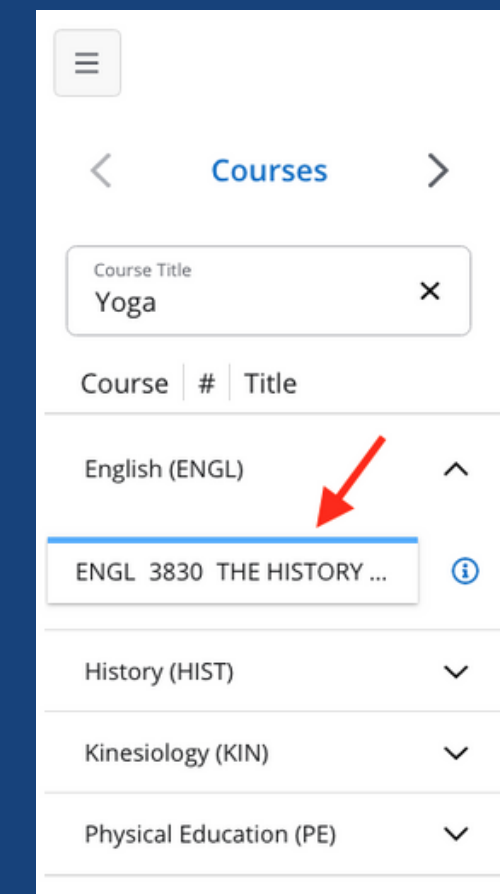 Courses
Course Title
Yoga
Course # Title
English (ENGL)
ENGL 3830 THE HISTORY ...
History (HIST)
Kinesiology (KIN)
Physical Education (PE)